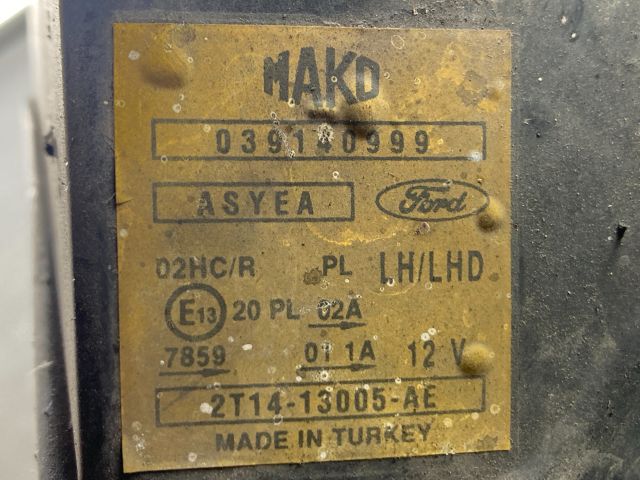 MAKO
039140999
ASYEA Ford
02HC/R PL LH/LHD
E13 20 PL 02A
7859 01 1A 12 V
2T14-13005-AE
MADE IN TURKEY